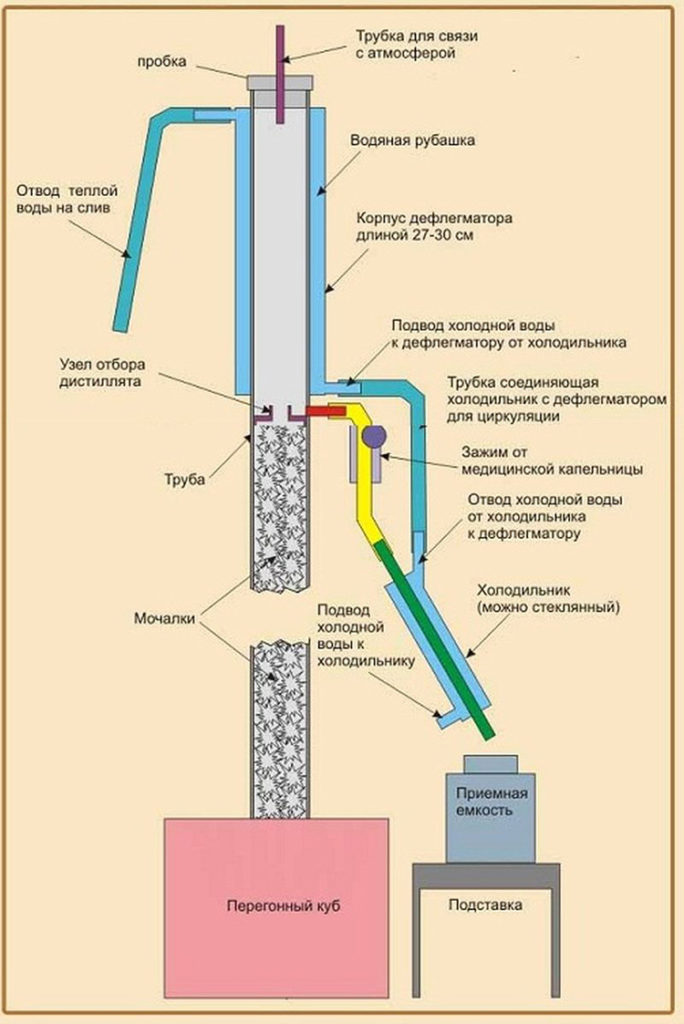 Трубка для связи
с атмосферой
пробка
Водяная рубашка
Отвод теплой
воды на слив
Корпус дефлегматора
длиной 27-30 см
Подвод холодной воды
к дефлегматору от холодильника
Узел отбора
дистиллята
Трубка соединяющая
холодильник с дефлегматором
для циркуляции
Зажим от
медицинской капельницы
Труба
Отвод холодной воды
от холодильника
к дефлегматору
Холодильник
(можно стеклянный)
Подвод
холодной
воды к
холодильнику
Мочалки
Приемная
емкость
Перегонный куб
Подставка